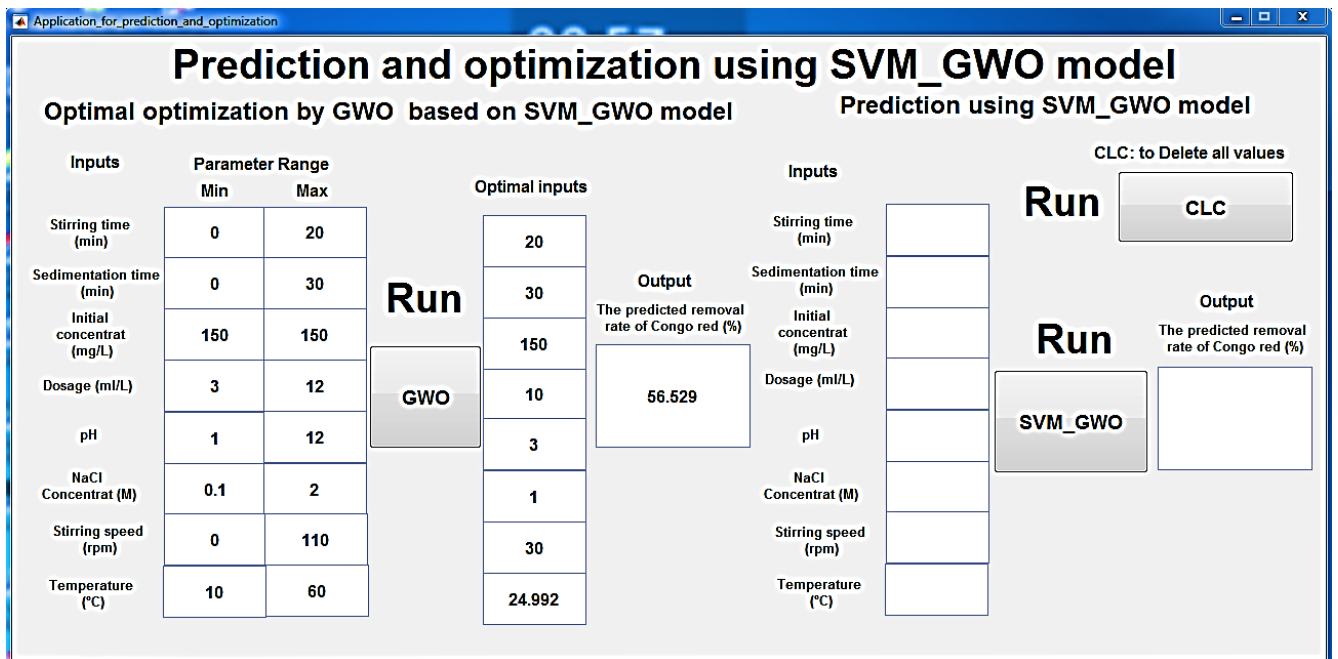 Application_for_prediction_and_optimization
Prediction and optimization using SVM_GWO model
Optimal optimization by GWO based on SVM_GWO model
Inputs
Parameter Range
Min
Max
Optimal inputs
Stirring time
(min)
0
20
20
Sedimentation time
(min)
0
30
30
Initial
concentrat
(mg/L)
150
150
150
Dosage (ml/L)
3
12
10
pH
1
12
3
NaCl
Concentrat (M)
0.1
2
1
Stirring speed
(rpm)
0
110
30
Temperature
(ºC)
10
60
24.992
Run
GWO
Output
The predicted removal
rate of Congo red (%)
56.529
Prediction using SVM_GWO model
Inputs
CLC: to Delete all values
Run
CLC
Stirring time
(min)
Sedimentation time
(min)
Initial
concentrat
(mg/L)
Dosage (ml/L)
pH
NaCl
Concentrat (M)
Stirring speed
(rpm)
Temperature
(ºC)
Run
SVM_GWO
Output
The predicted removal
rate of Congo red (%)